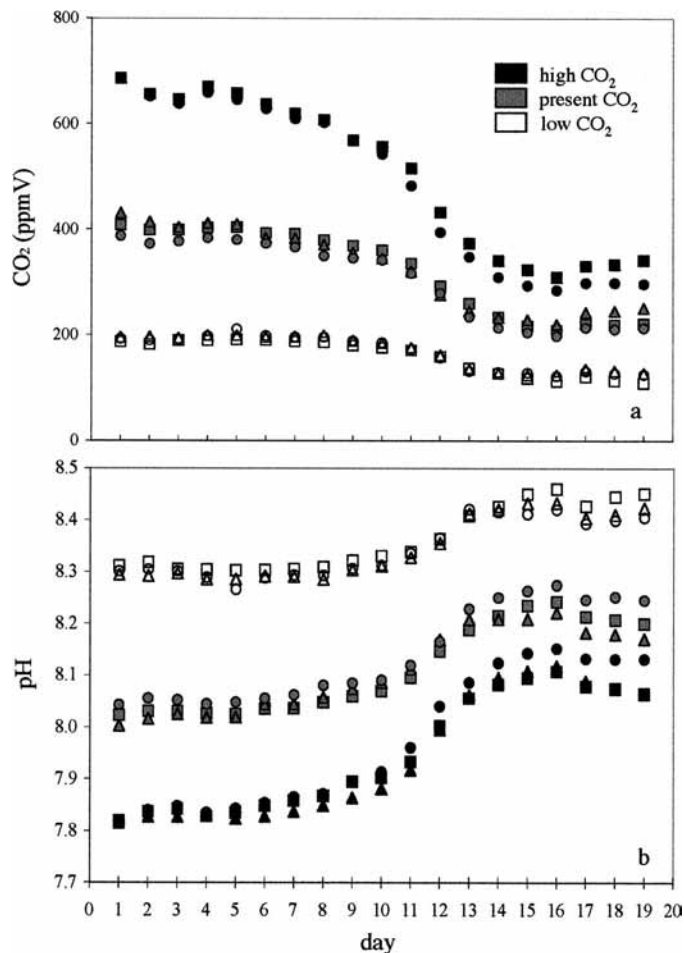 800
600
400
200
0
CO₂ (ppmV)
high CO₂
present CO₂
low CO₂
a
8.5
8.4
8.3
8.2
8.1
8.0
7.9
7.8
7.7
pH
b
0 1 2 3 4 5 6 7 8 9 10 11 12 13 14 15 16 17 18 19 20
day